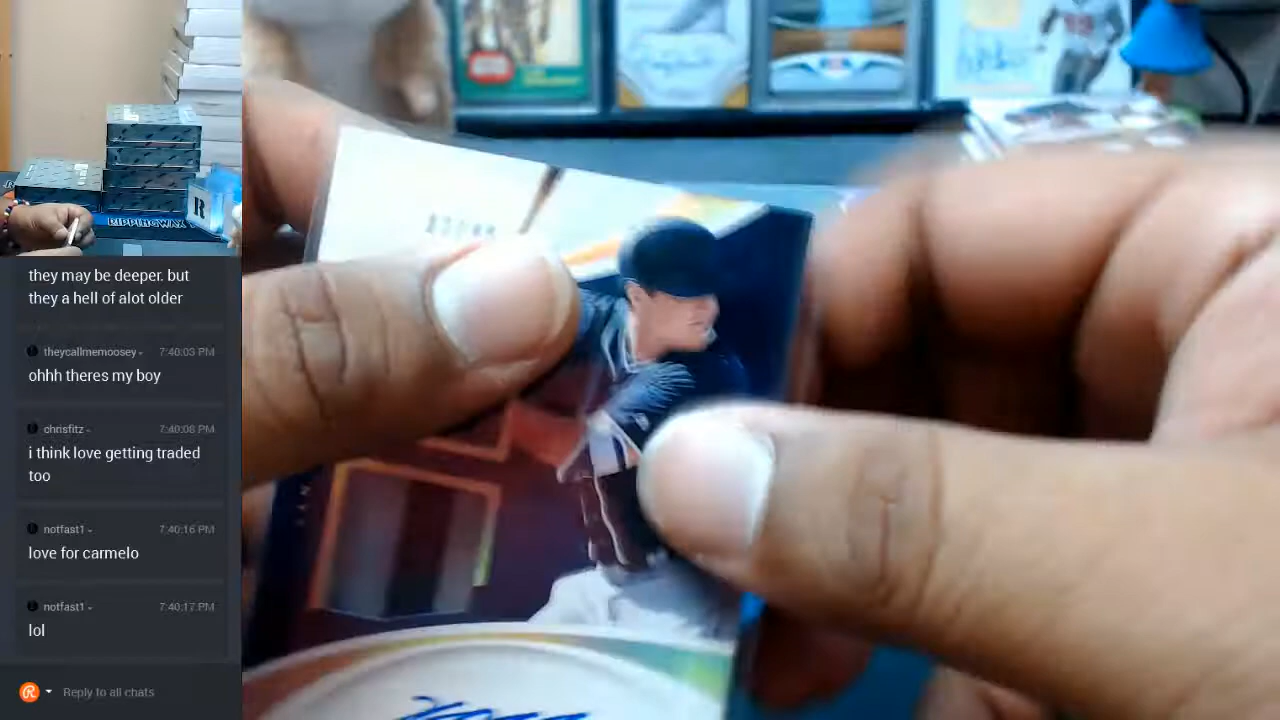 RIPPINGWAX
R
they may be deeper. but
they a hell of alot older
theycallmemoosey
7:40:03 PM
ohhh theres my boy
chrisfitz
7:40:08 PM
i think love getting traded
too
notfast1
7:40:16 PM
love for carmelo
notfast1
7:40:17 PM
lol
Reply to all chats